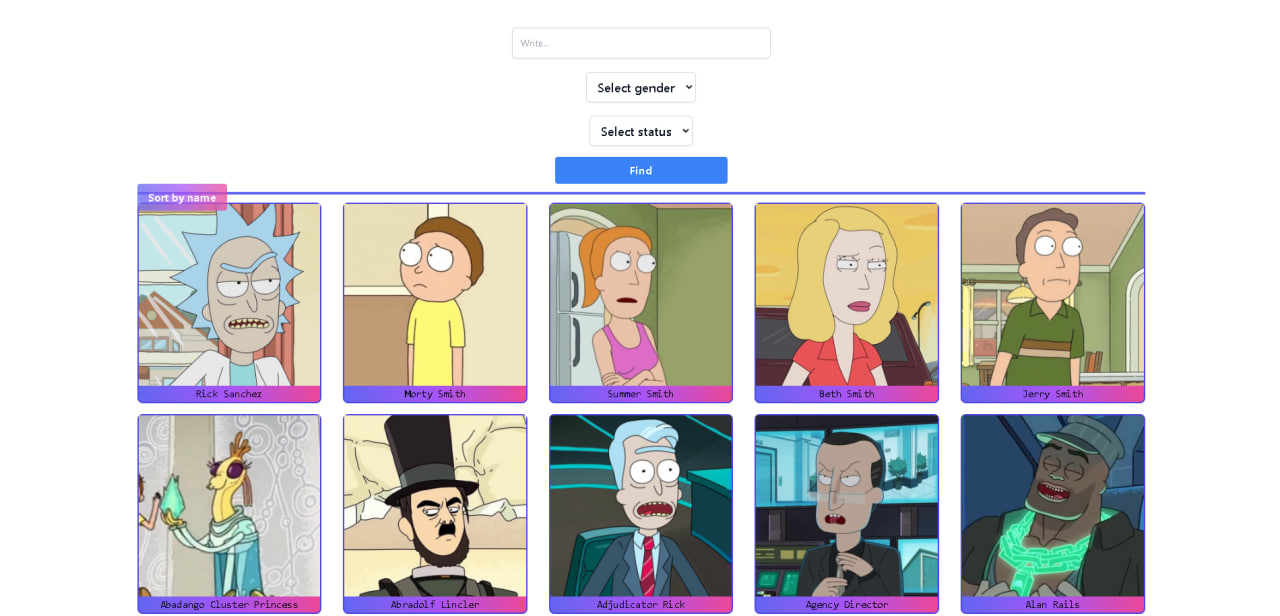 Write...
Select gender
Select status
Find
Sort by name
Rick Sanchez
Morty Smith
Summer Smith
Beth Smith
Jerry Smith
Abadango Cluster Princess
Abradolf Lincler
Adjudicator Rick
Agency Director
Alan Rails